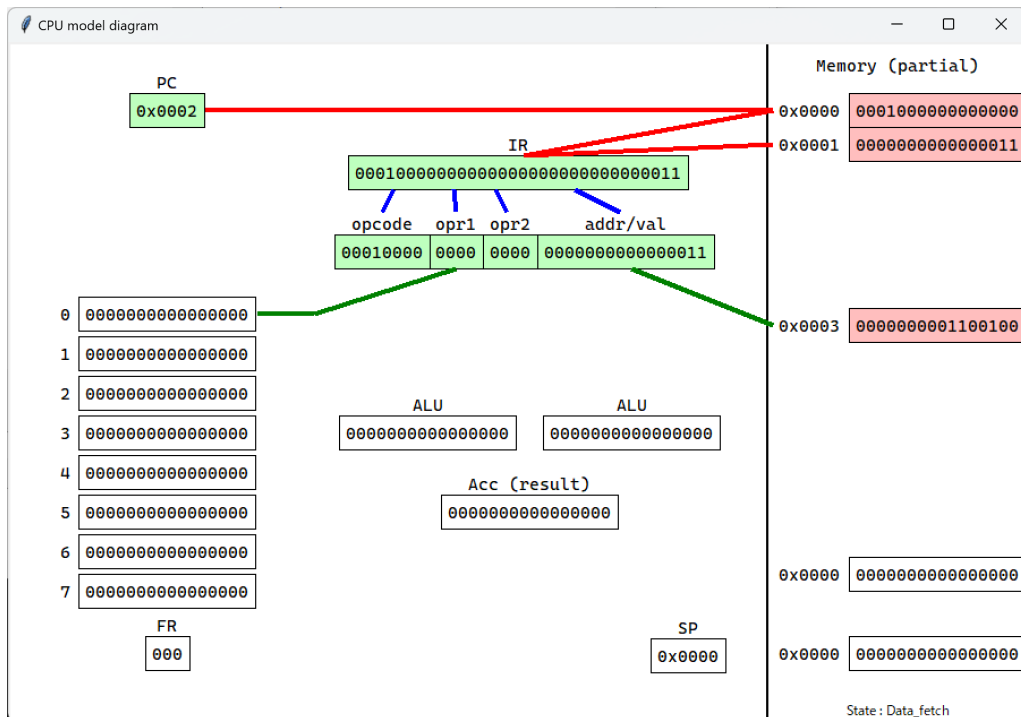 CPU model diagram
Memory (partial)
PC
0x0002
0x0000 0001000000000000
0x0001 0000000000000011
IR
00010000000000000000000000000011
opcode opr1 opr2 addr/val
00010000 0000 0000 0000000000000011
0 0000000000000000
0x0003 0000000001100100
1 0000000000000000
2 0000000000000000
3 0000000000000000
4 0000000000000000
5 0000000000000000
6 0000000000000000
7 0000000000000000
ALU ALU
0000000000000000 0000000000000000
Acc (result)
0000000000000000
0x0000 0000000000000000
FR
000
SP
0x0000
0x0000 0000000000000000
State : Data_fetch